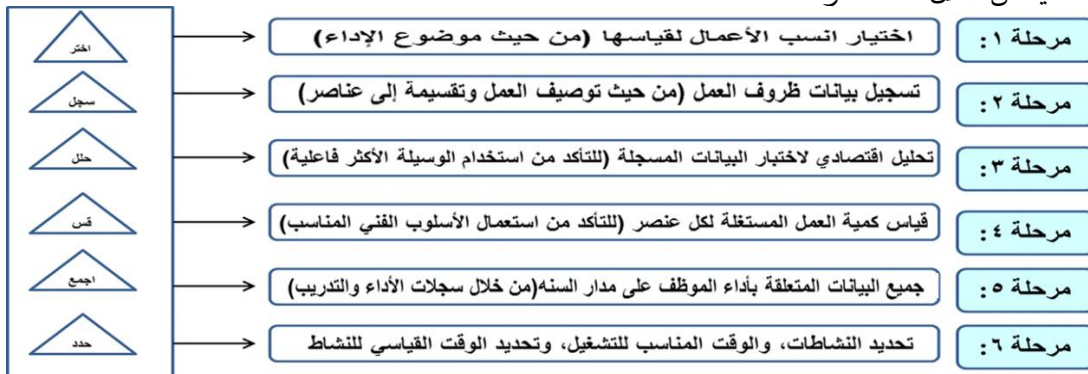 مرحلة ١:
اختيار انسب الأعمال لقياسها (من حيث موضوع الإداء)
اختر
مرحلة ٢:
تسجيل بيانات ظروف العمل (من حيث توصيف العمل وتقسيمة إلى عناصر)
سجل
مرحلة ٣:
تحليل اقتصادي لاختبار البيانات المسجلة (للتأكد من استخدام الوسيلة الأكثر فاعلية)
حلل
مرحلة ٤:
قياس كمية العمل المستغلة لكل عنصر (للتأكد من استعمال الأسلوب الفني المناسب)
قس
مرحلة ٥:
جميع البيانات المتعلقة بأداء الموظف على مدار السنه(من خلال سجلات الأداء والتدريب)
اجمع
مرحلة ٦:
تحديد النشاطات، والوقت المناسب للتشغيل، وتحديد الوقت القياسي للنشاط
حدد